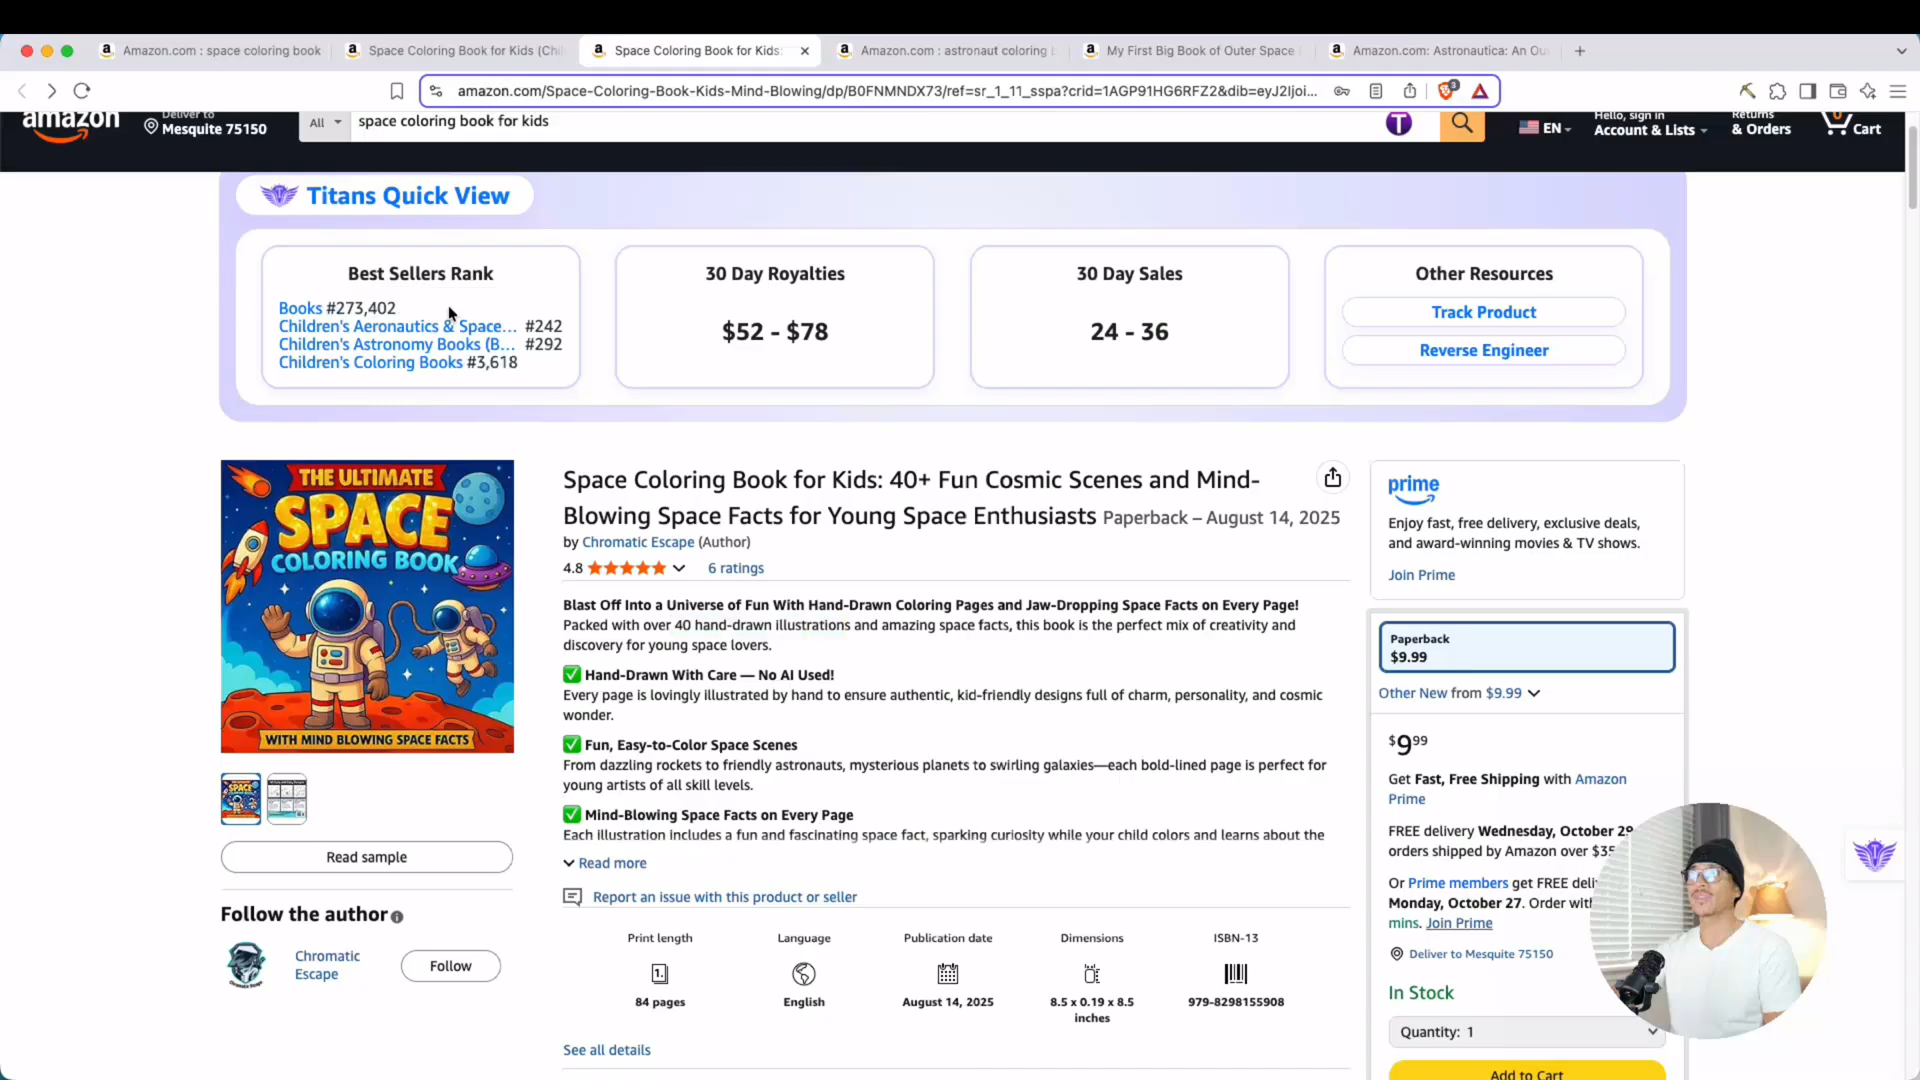 Amazon.com : space coloring book
Space Coloring Book for Kids (Chi
Space Coloring Book for Kids:
Amazon.com : astronaut coloring
My First Big Book of Outer Space
Amazon.com: Astronautica: An Ou
amazon.com/Space-Coloring-Book-Kids-Mind-Blowing/dp/B0FNMNDX73/ref=sr_1_11_sspa?crid=1AGP91HG6RFZ2&dib=eyJ2Ijoi...
amazon
Deliver to
Mesquite 75150
All
space coloring book for kids
T
EN
Hello, sign in
Account & Lists
Returns
& Orders
0
Cart
Titans Quick View
Best Sellers Rank
Books #273,402
Children's Aeronautics & Space... #242
Children's Astronomy Books (B... #292
Children's Coloring Books #3,618
30 Day Royalties
$52 - $78
30 Day Sales
24 - 36
Other Resources
Track Product
Reverse Engineer
THE ULTIMATE
SPACE
COLORING BOOK
WITH MIND BLOWING SPACE FACTS
Read sample
Follow the author
Chromatic
Escape
Follow
Space Coloring Book for Kids: 40+ Fun Cosmic Scenes and Mind-
Blowing Space Facts for Young Space Enthusiasts Paperback – August 14, 2025
by Chromatic Escape (Author)
4.8 6 ratings
Blast Off Into a Universe of Fun With Hand-Drawn Coloring Pages and Jaw-Dropping Space Facts on Every Page!
Packed with over 40 hand-drawn illustrations and amazing space facts, this book is the perfect mix of creativity and
discovery for young space lovers.
✅ Hand-Drawn With Care — No AI Used!
Every page is lovingly illustrated by hand to ensure authentic, kid-friendly designs full of charm, personality, and cosmic
wonder.
✅ Fun, Easy-to-Color Space Scenes
From dazzling rockets to friendly astronauts, mysterious planets to swirling galaxies—each bold-lined page is perfect for
young artists of all skill levels.
✅ Mind-Blowing Space Facts on Every Page
Each illustration includes a fun and fascinating space fact, sparking curiosity while your child colors and learns about the
Read more
Report an issue with this product or seller
Print length
84 pages
Language
English
Publication date
August 14, 2025
Dimensions
8.5 x 0.19 x 8.5
inches
ISBN-13
979-8298155908
See all details
prime
Enjoy fast, free delivery, exclusive deals,
and award-winning movies & TV shows.
Join Prime
Paperback
$9.99
Other New from $9.99
$9 99
Get Fast, Free Shipping with Amazon
Prime
FREE delivery Wednesday, October 29
orders shipped by Amazon over $35
Or Prime members get FREE deli
Monday, October 27. Order with
mins. Join Prime
Deliver to Mesquite 75150
In Stock
Quantity: 1
Add to Cart